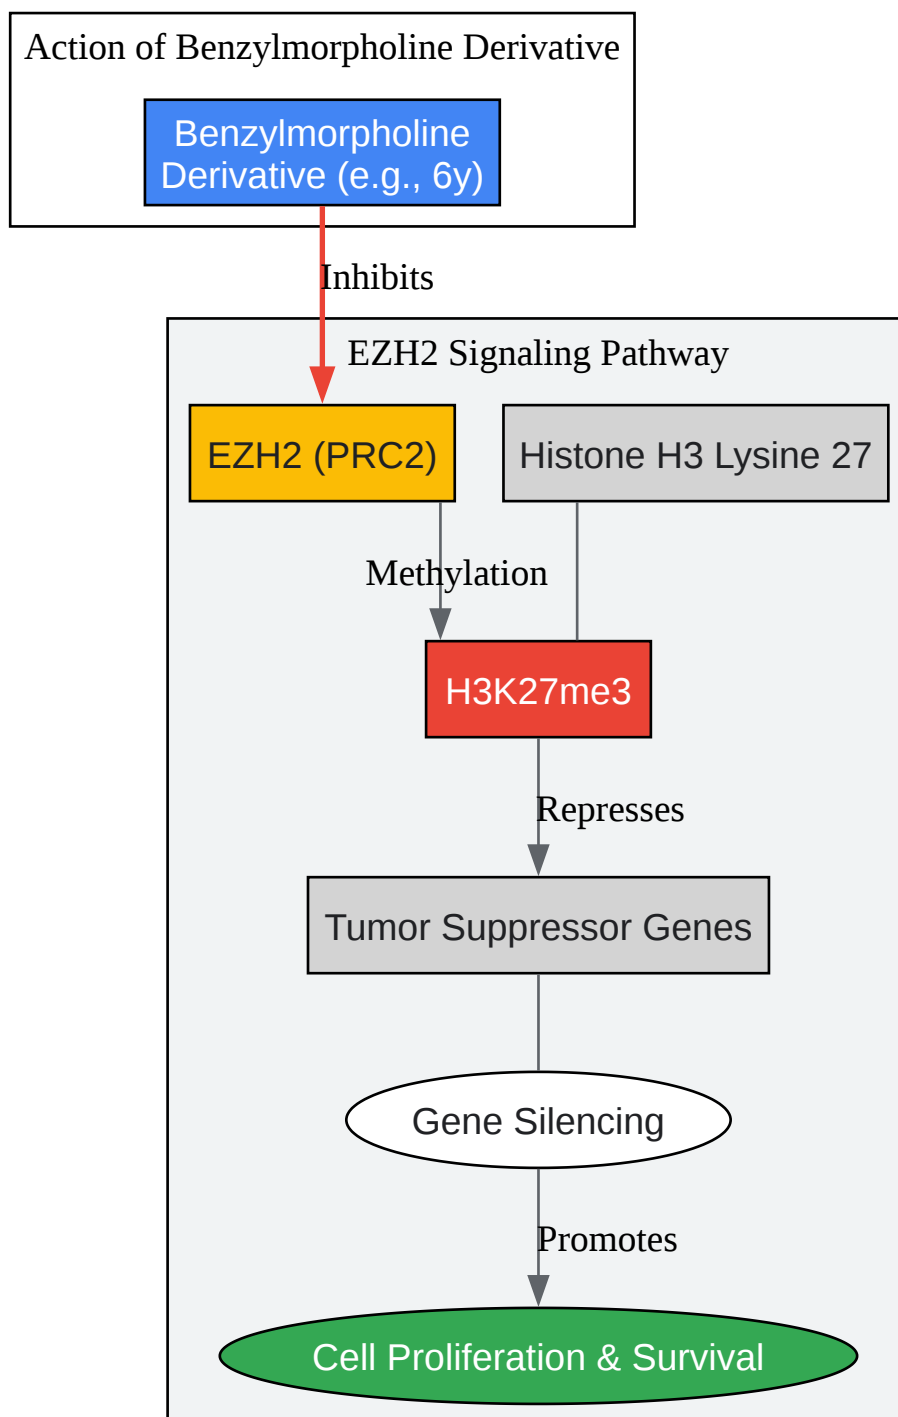 Action of Benzylmorpholine Derivative
Benzylmorpholine
Derivative (e.g., 6y)
Inhibits
EZH2 Signaling Pathway
EZH2 (PRC2)
Histone H3 Lysine 27
Methylation
H3K27me3
Represses
Tumor Suppressor Genes
Gene Silencing
Promotes
Cell Proliferation & Survival